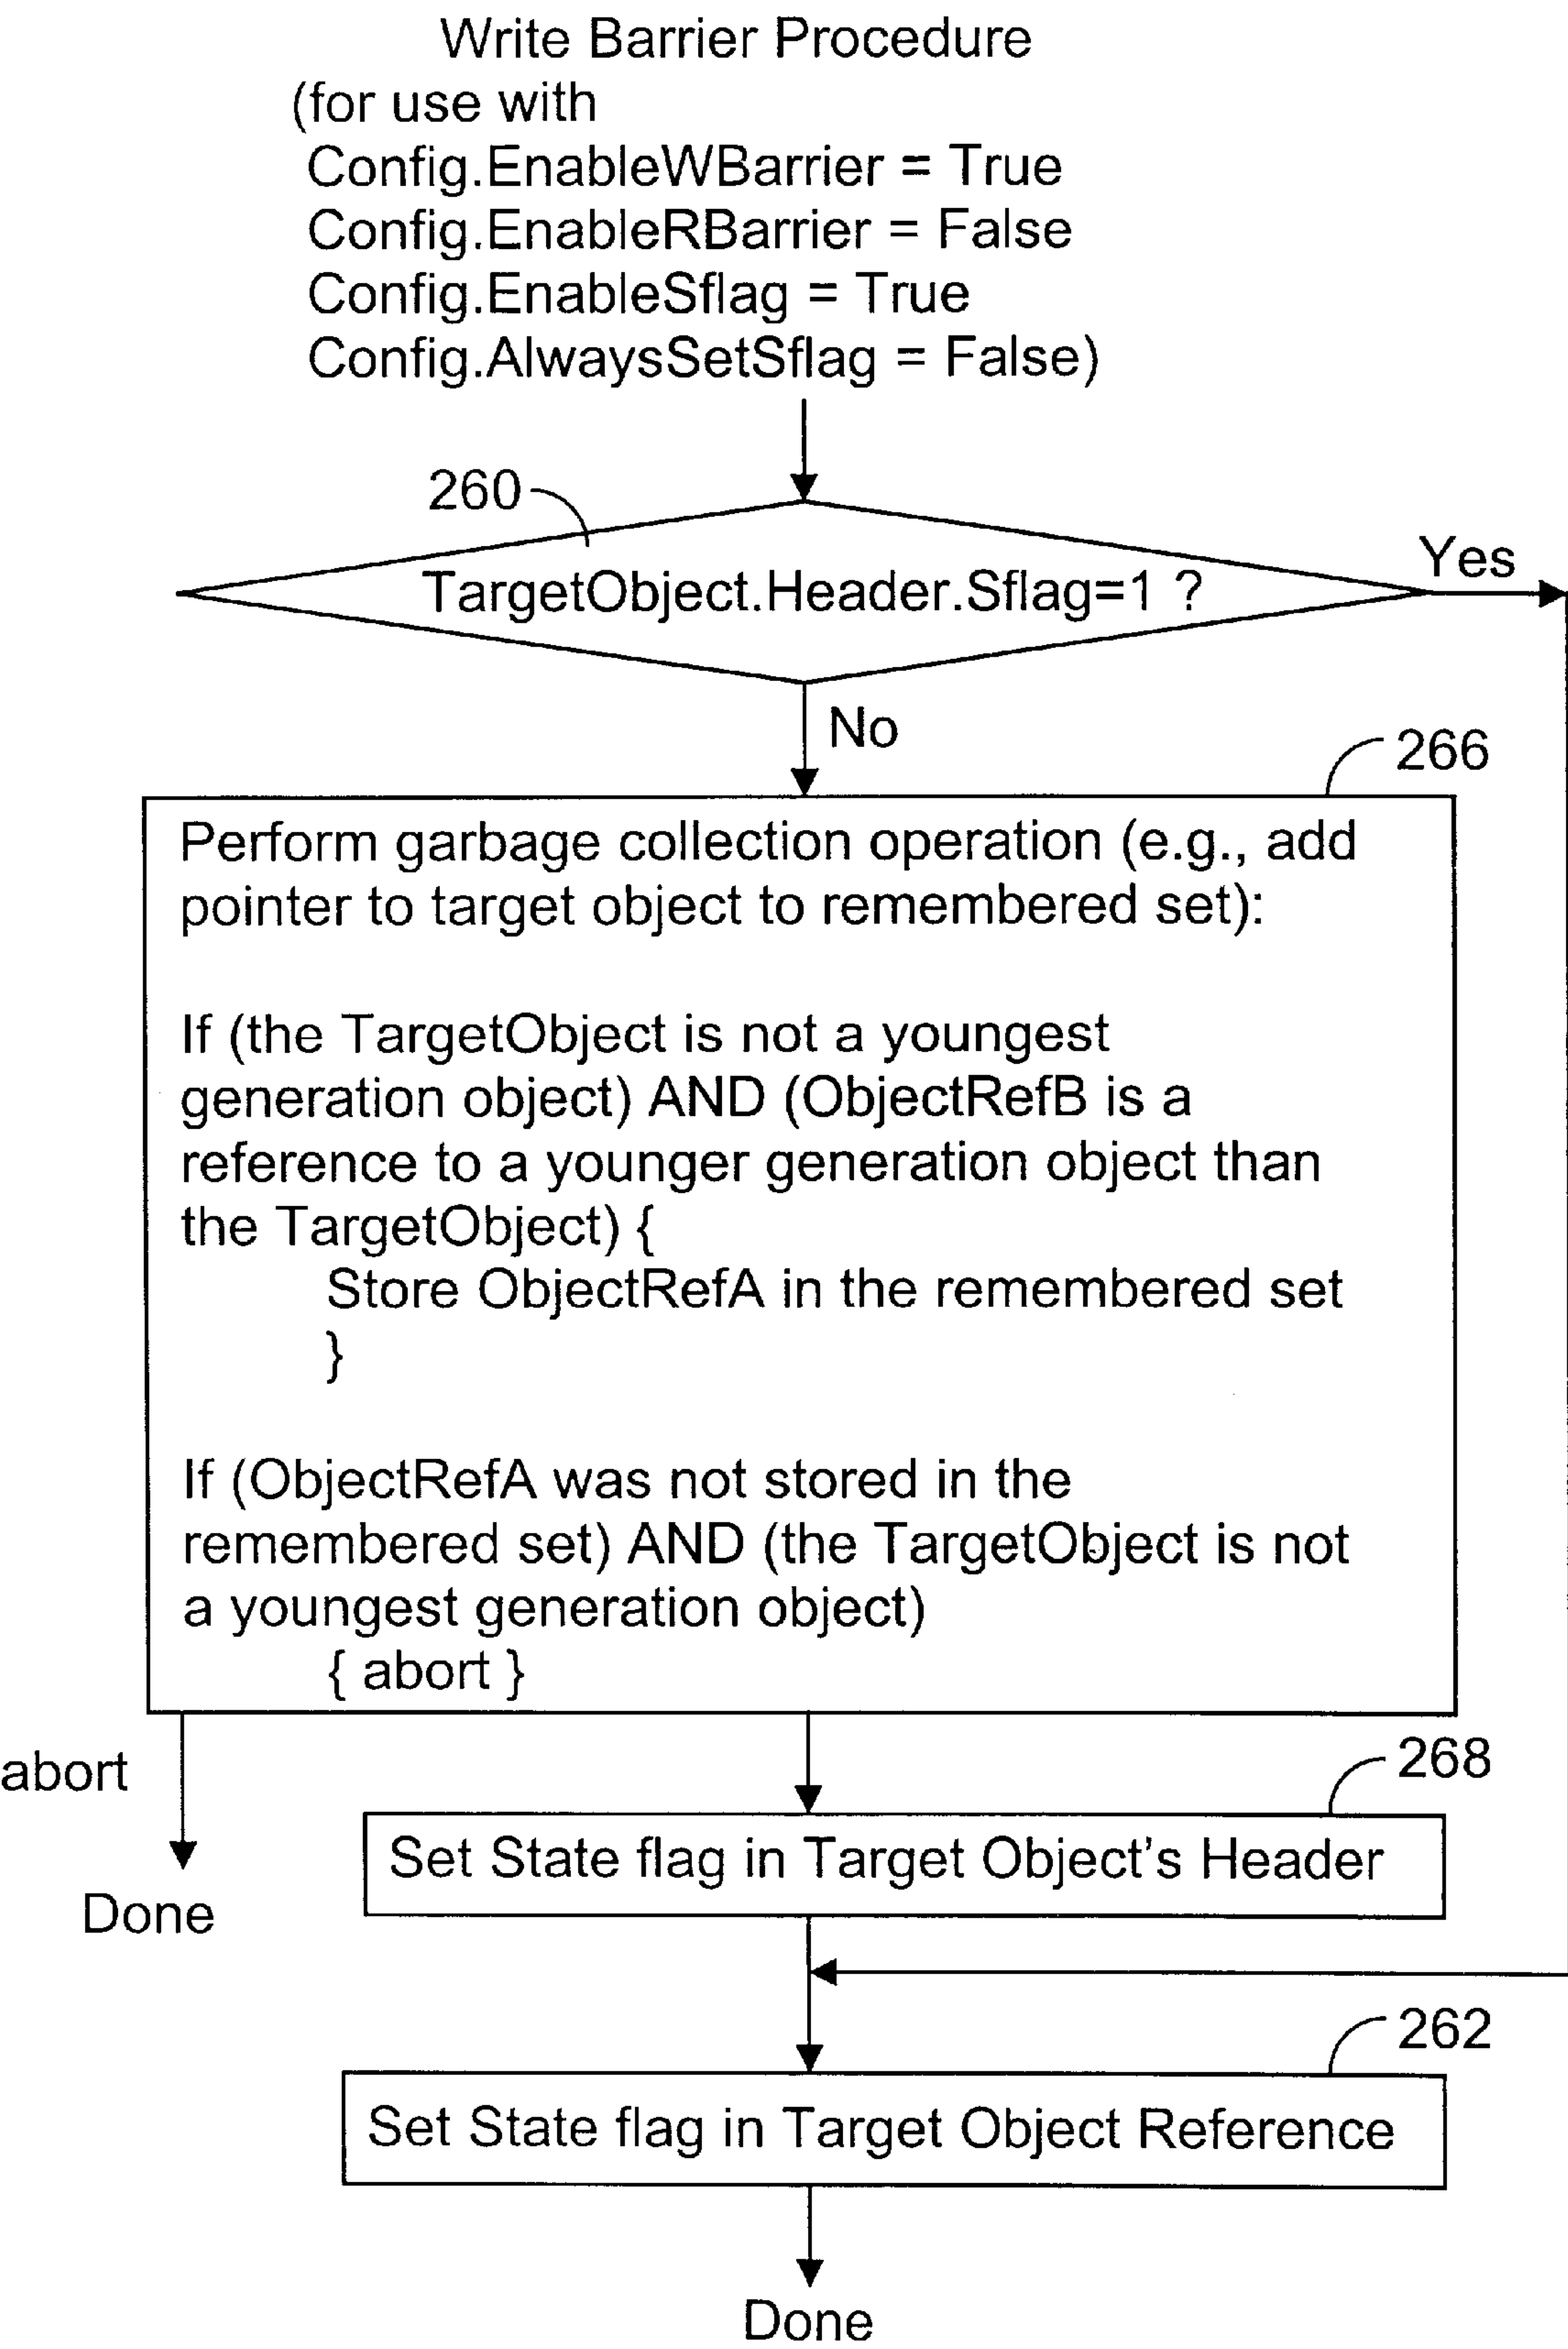 Write Barrier Procedure
(for use with
Config.EnableWBarrier = True
Config.EnableRBarrier = False
Config.EnableSflag = True
Config.AlwaysSetSflag = False)
260
TargetObject.Header.Sflag=1 ?
Yes
No
266
Perform garbage collection operation (e.g., add
pointer to target object to remembered set):
If (the TargetObject is not a youngest
generation object) AND (ObjectRefB is a
reference to a younger generation object than
the TargetObject) {
Store ObjectRefA in the remembered set
}
If (ObjectRefA was not stored in the
remembered set) AND (the TargetObject is not
a youngest generation object)
{ abort }
abort
Done
268
Set State flag in Target Object's Header
262
Set State flag in Target Object Reference
Done